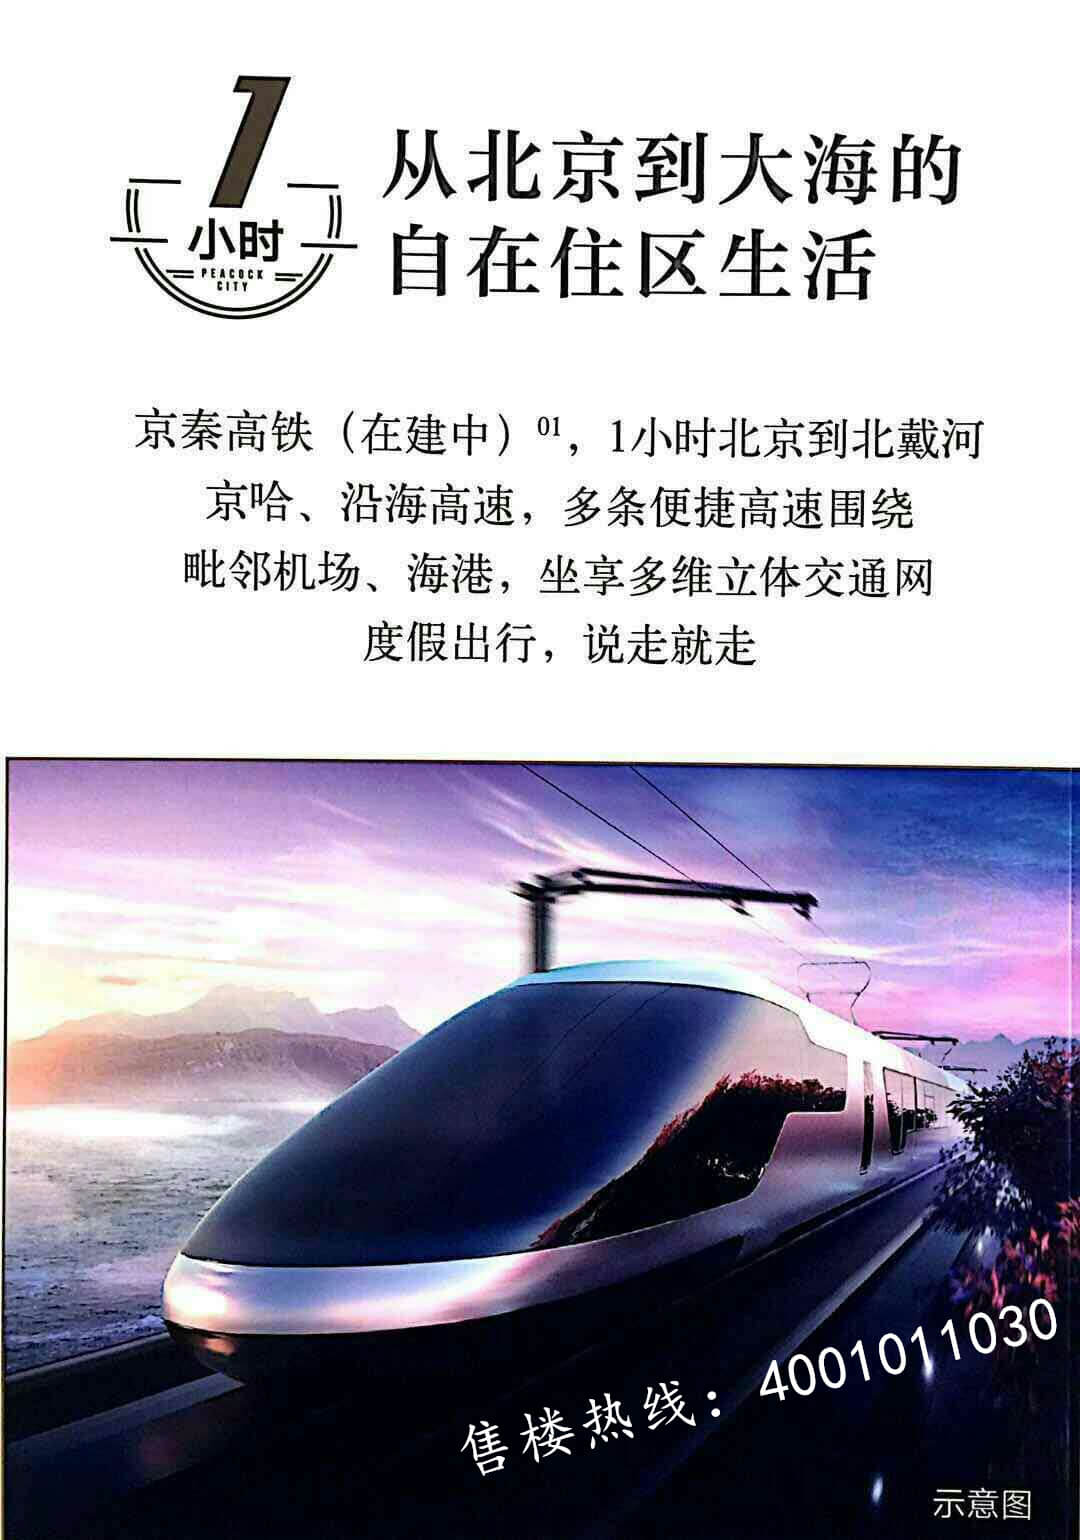 1
小时
PEACOCK
CITY
从北京到大海的
自在住区生活
京秦高铁（在建中）01，1小时北京到北戴河
京哈、沿海高速，多条便捷高速围绕
毗邻机场、海港，坐享多维立体交通网
度假出行，说走就走
售楼热线：4001011030
示意图